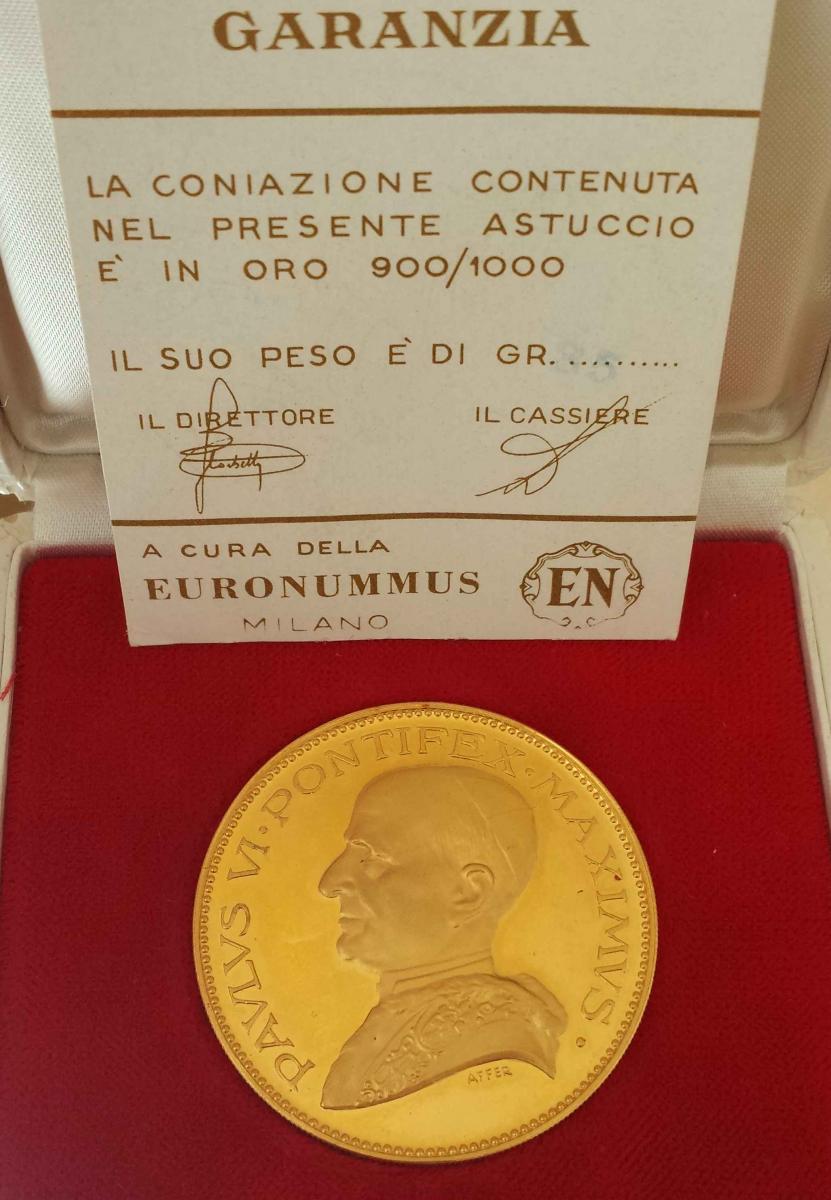 GARANZIA
LA CONIAZIONE CONTENUTA
NEL PRESENTE ASTUCCIO
E' IN ORO 900/1000
IL SUO PESO E' DI GR. ...........
IL DIRETTORE
IL CASSIERE
A CURA DELLA
EURONUMMUS
MILANO
EN
PAVLVS VI · PONTIFEX · MAXIMVS ·
AFFER